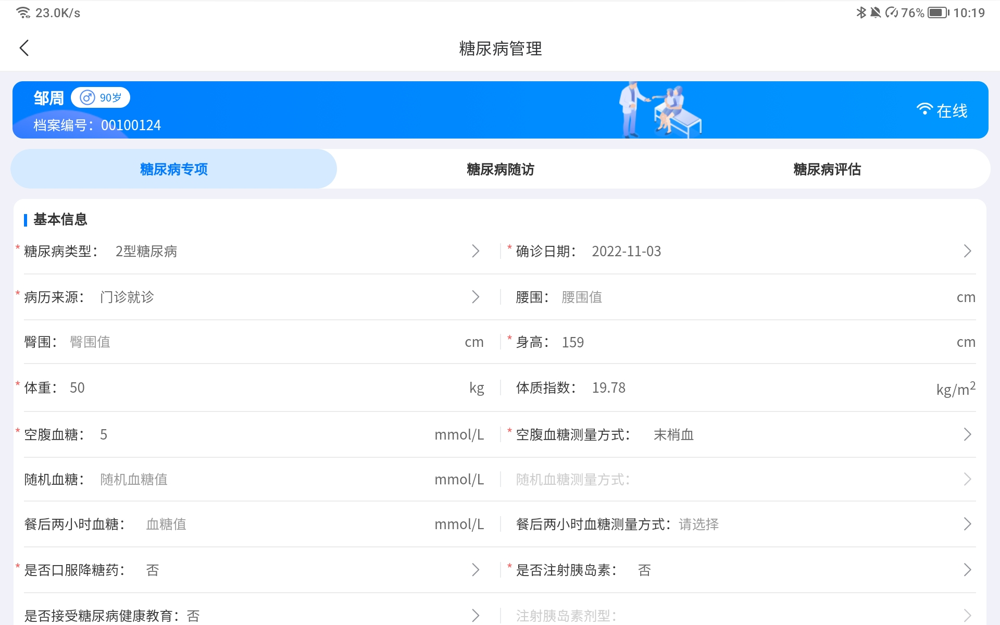 23.0K/s 76% 10:19
糖尿病管理
邹周 90岁
档案编号：00100124
在线
糖尿病专项 糖尿病随访 糖尿病评估
基本信息
* 糖尿病类型： 2型糖尿病 * 确诊日期： 2022-11-03
* 病历来源： 门诊就诊 腰围： 腰围值 cm
臀围： 臀围值 cm * 身高： 159 cm
* 体重： 50 kg 体质指数： 19.78 kg/m²
* 空腹血糖： 5 mmol/L * 空腹血糖测量方式： 末梢血
随机血糖： 随机血糖值 mmol/L 随机血糖测量方式：
餐后两小时血糖： 血糖值 mmol/L 餐后两小时血糖测量方式： 请选择
* 是否口服降糖药： 否 * 是否注射胰岛素： 否
是否接受糖尿病健康教育： 否 注射胰岛素剂型：